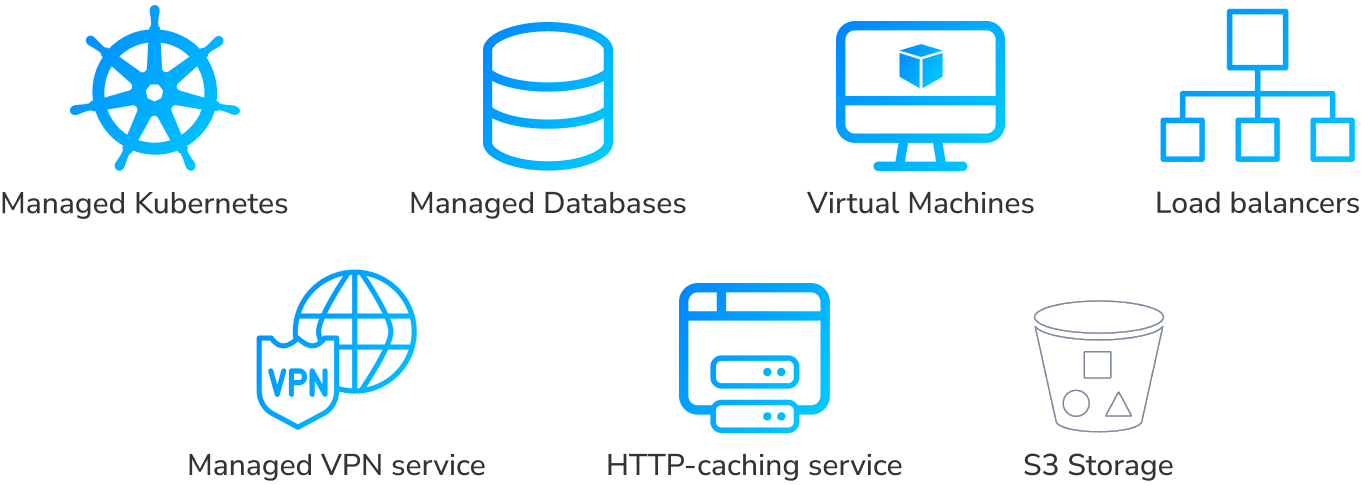 Managed Kubernetes
Managed Databases
Virtual Machines
Load balancers
VPN
Managed VPN service
HTTP-caching service
S3 Storage